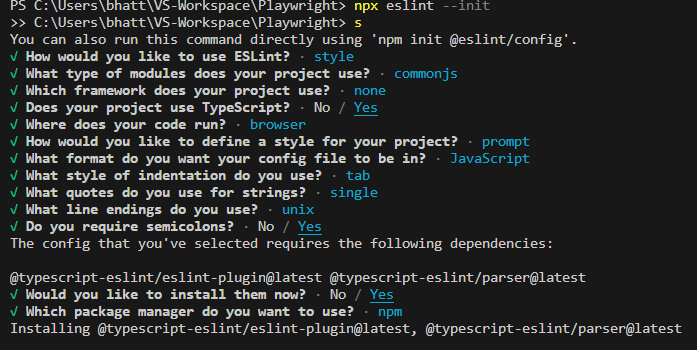 PS C:\Users\bhatt\VS-Workspace\Playwright> npx eslint --init
>> C:\Users\bhatt\VS-Workspace\Playwright> s
You can also run this command directly using 'npm init @eslint/config'.
√ How would you like to use ESLint? · style
√ What type of modules does your project use? · commonjs
√ Which framework does your project use? · none
√ Does your project use TypeScript? · No / Yes
√ Where does your code run? · browser
√ How would you like to define a style for your project? · prompt
√ What format do you want your config file to be in? · JavaScript
√ What style of indentation do you use? · tab
√ What quotes do you use for strings? · single
√ What line endings do you use? · unix
√ Do you require semicolons? · No / Yes
The config that you've selected requires the following dependencies:
@typescript-eslint/eslint-plugin@latest @typescript-eslint/parser@latest
√ Would you like to install them now? · No / Yes
√ Which package manager do you want to use? · npm
Installing @typescript-eslint/eslint-plugin@latest, @typescript-eslint/parser@latest